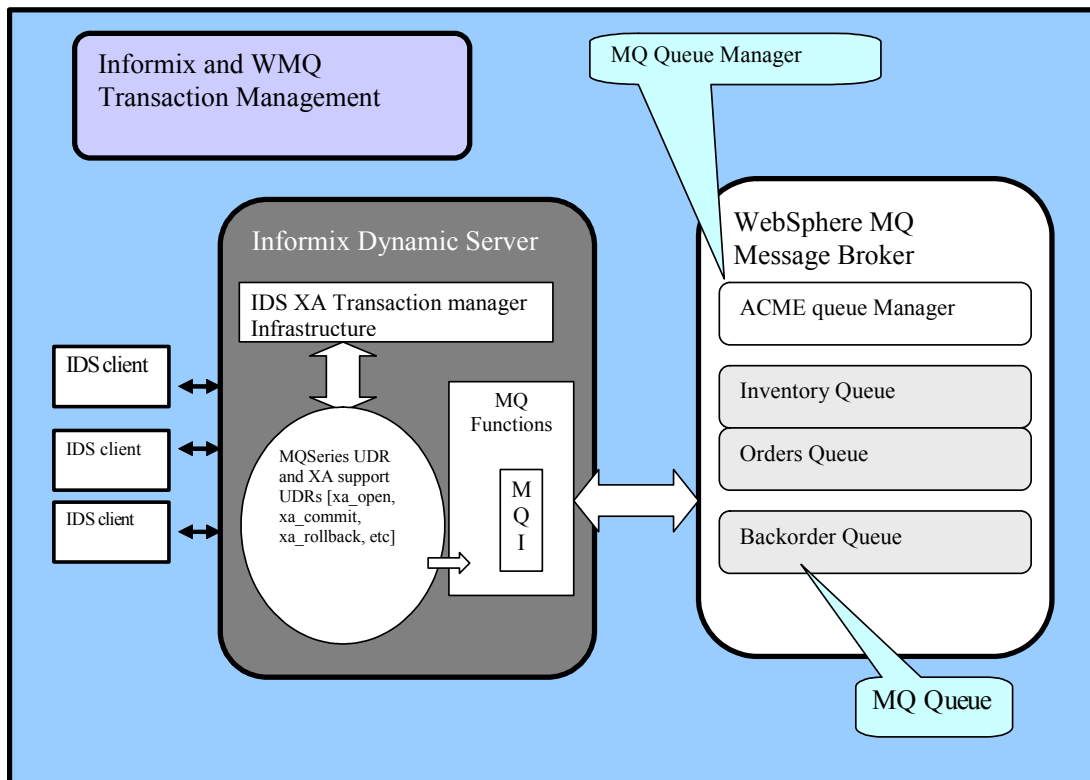 Informix and WMQ
Transaction Management
MQ Queue Manager
Informix Dynamic Server
IDS XA Transaction manager
Infrastructure
IDS client
IDS client
IDS client
MQSeries UDR
and XA support
UDRs [xa_open,
xa_commit,
xa_rollback, etc]
MQ
Functions
M
Q
I
WebSphere MQ
Message Broker
ACME queue Manager
Inventory Queue
Orders Queue
Backorder Queue
MQ Queue